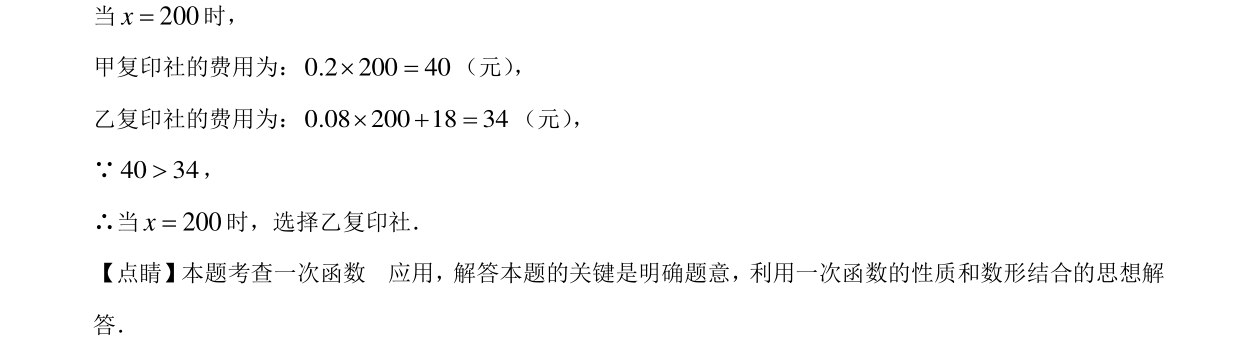 当 x = 200 时，
甲复印社的费用为：0.2×200 = 40（元），
乙复印社的费用为：0.08×200+18 = 34（元），
∵ 40 > 34，
∴当 x = 200 时，选择乙复印社．
【点睛】本题考查一次函数 应用，解答本题的关键是明确题意，利用一次函数的性质和数形结合的思想解
答．